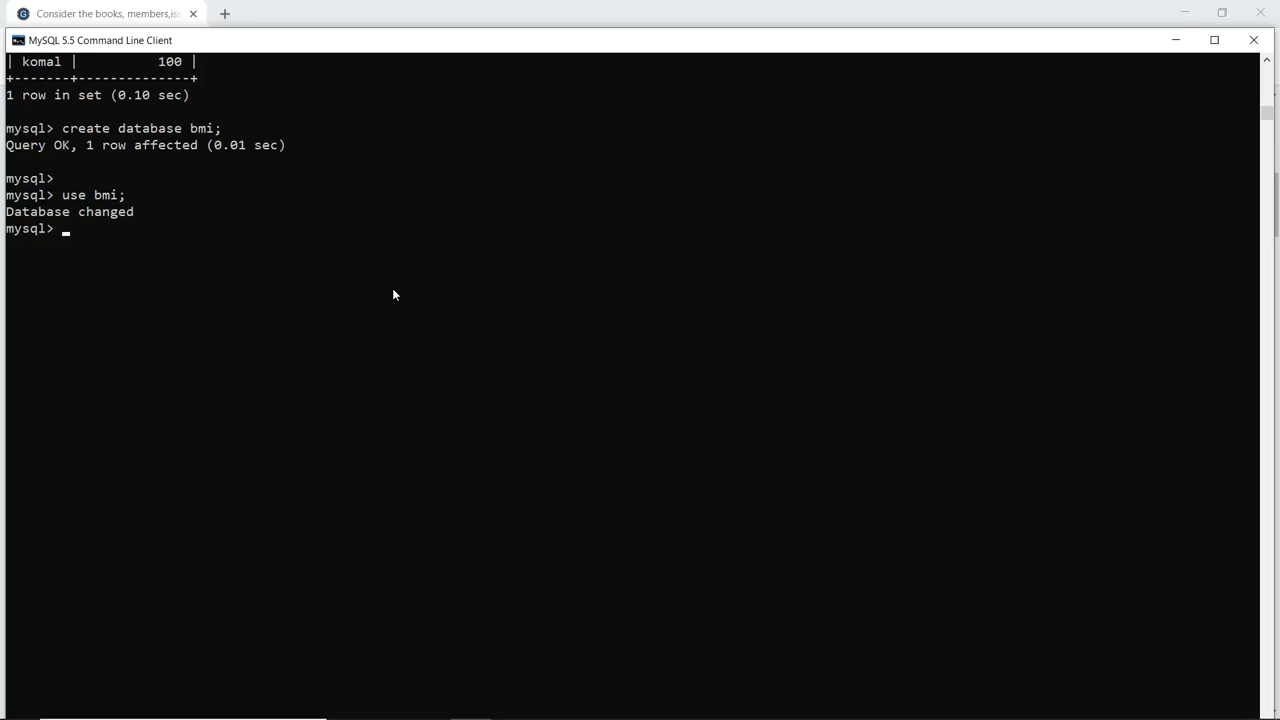 Consider the books, members,is
MySQL 5.5 Command Line Client
| komal |          100 |
+-------+--------------+
1 row in set (0.10 sec)
mysql> create database bmi;
Query OK, 1 row affected (0.01 sec)
mysql>
mysql> use bmi;
Database changed
mysql>